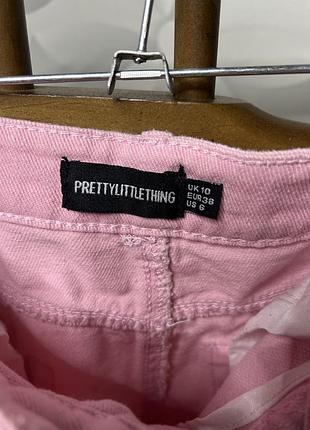 PRETTYLITTLETHING
UK 10
EUR 38
US 6